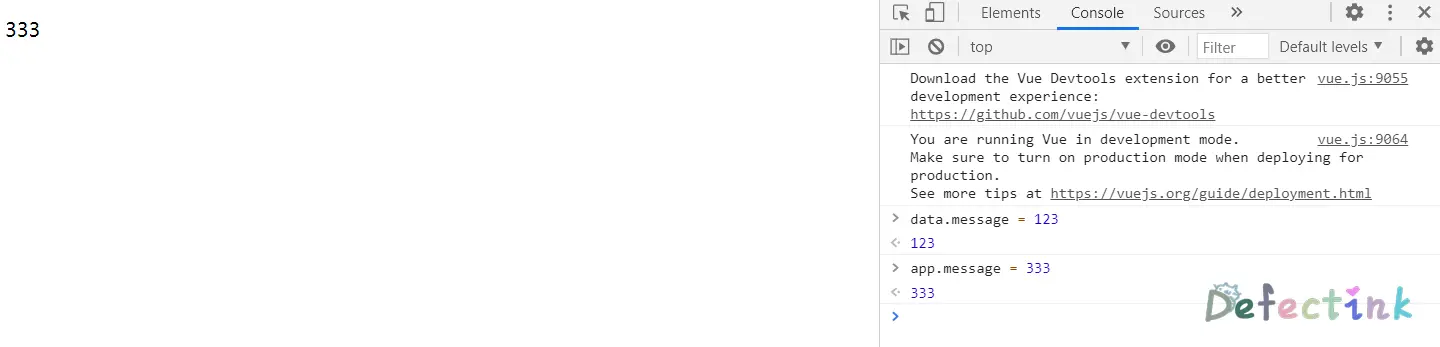 333
Elements Console Sources
top Filter Default levels
Download the Vue Devtools extension for a better vue.js:9055
development experience:
https://github.com/vuejs/vue-devtools
You are running Vue in development mode. vue.js:9064
Make sure to turn on production mode when deploying for
production.
See more tips at https://vuejs.org/guide/deployment.html
data.message = 123
123
app.message = 333
333
Defectink